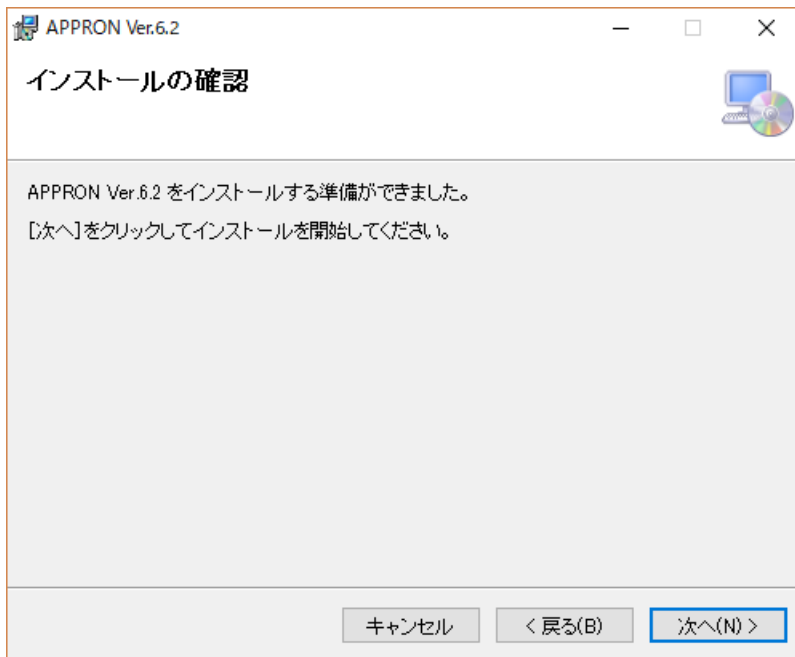 APPRON Ver.6.2
インストールの確認
APPRON Ver.6.2 をインストールする準備ができました。
[次へ]をクリックしてインストールを開始してください。
キャンセル
< 戻る(B)
次へ(N) >